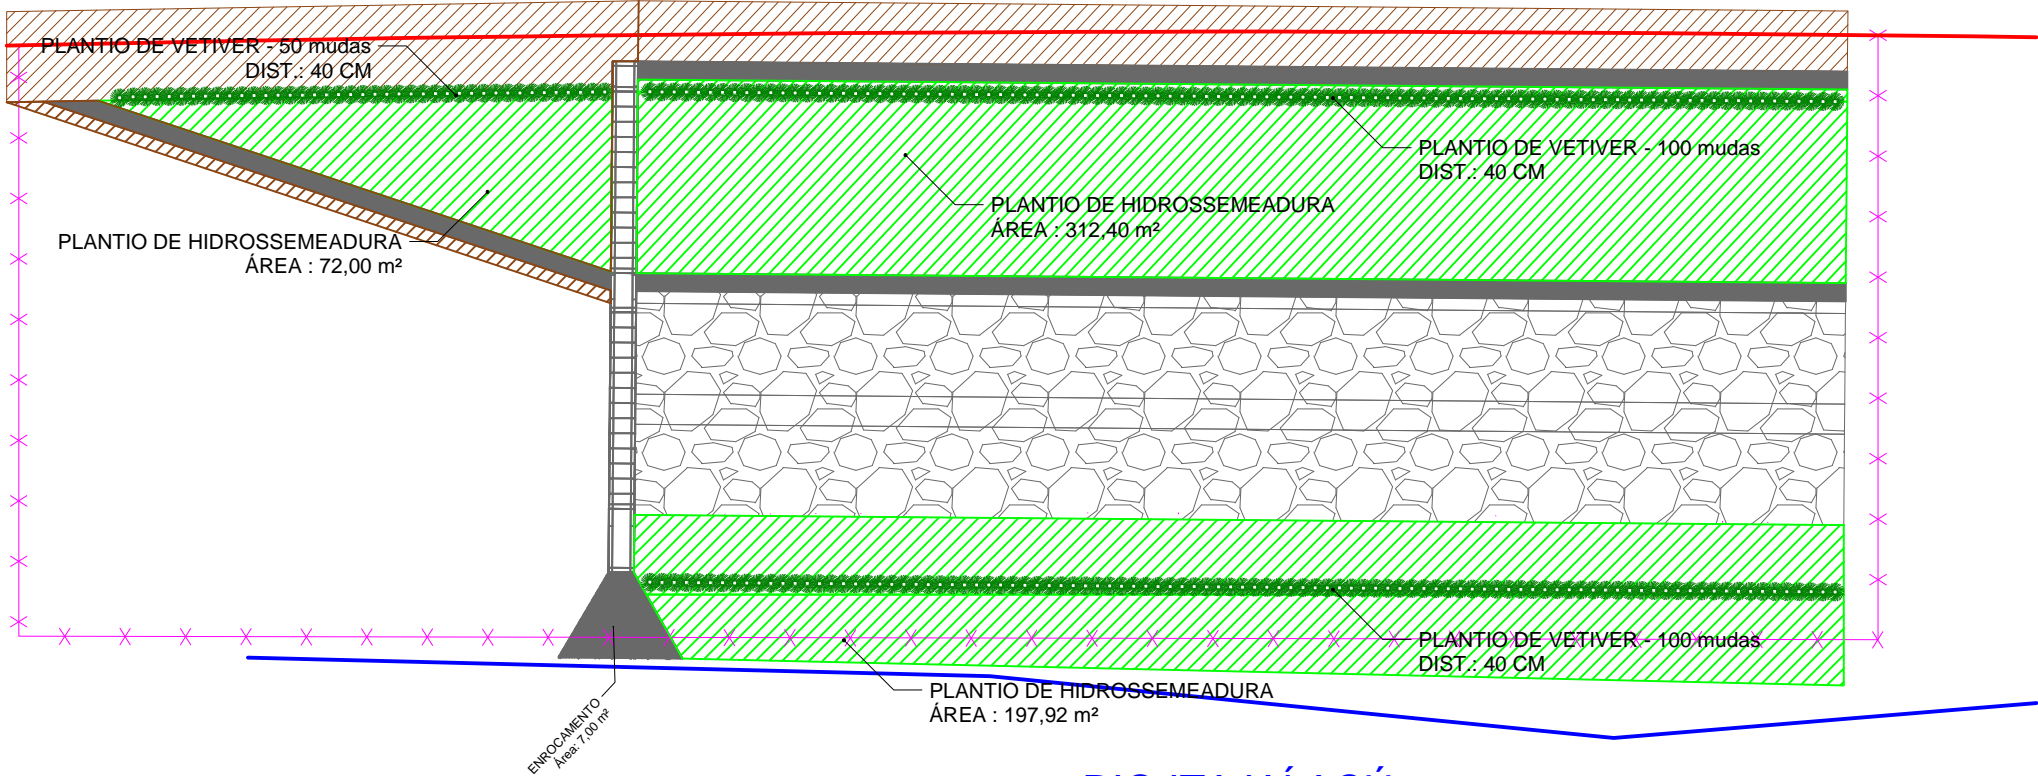 PLANTIO DE VETIVER - 50 mudas
DIST.: 40 CM
PLANTIO DE VETIVER - 100 mudas
DIST.: 40 CM
PLANTIO DE HIDROSSEMEADURA
ÁREA : 312,40 m²
PLANTIO DE HIDROSSEMEADURA
ÁREA : 72,00 m²
PLANTIO DE VETIVER - 100 mudas
DIST.: 40 CM
PLANTIO DE HIDROSSEMEADURA
ÁREA : 197,92 m²
ENROCAMENTO
Área: 7,00 m²